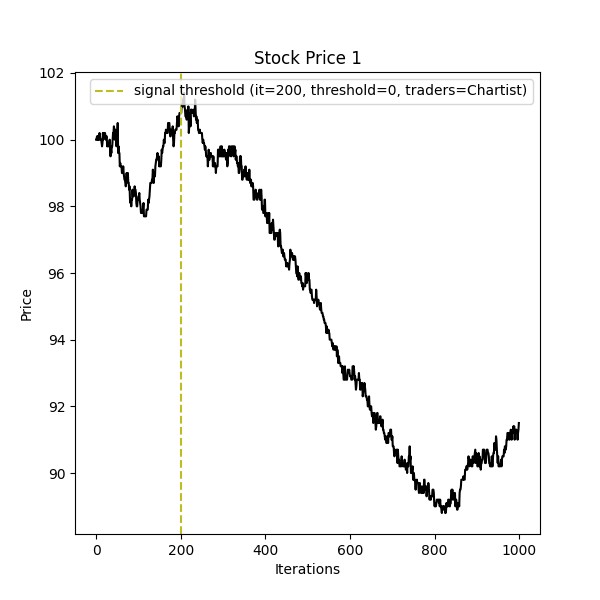 Stock Price 1
signal threshold (it=200, threshold=0, traders=Chartist)
Price
102
100
98
96
94
92
90
0 200 400 600 800 1000
Iterations